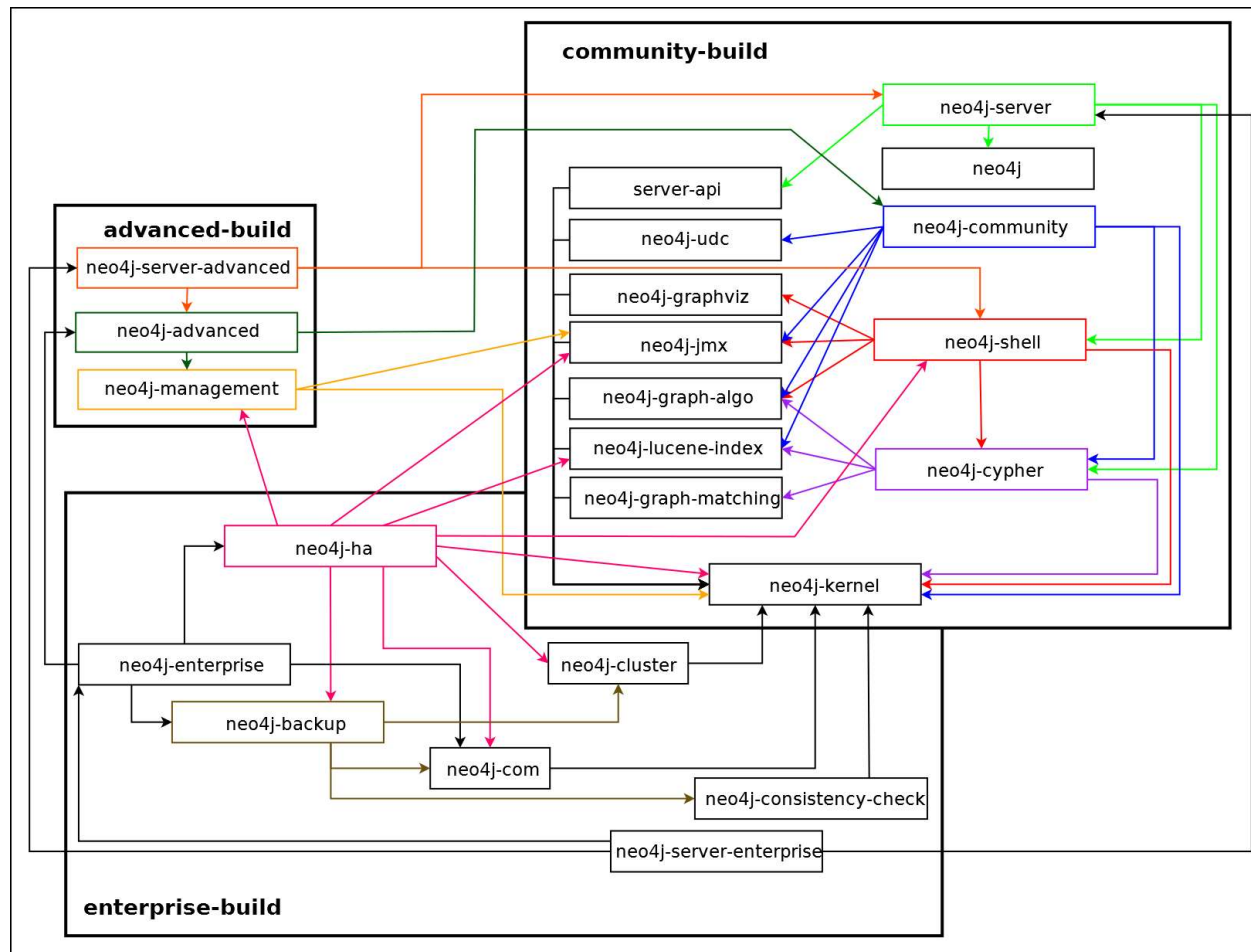 community-build
neo4j-server
neo4j
server-api
neo4j-community
neo4j-udc
advanced-build
neo4j-server-advanced
neo4j-graphviz
neo4j-advanced
neo4j-jmx
neo4j-shell
neo4j-management
neo4j-graph-algo
neo4j-lucene-index
neo4j-cypher
neo4j-graph-matching
neo4j-ha
neo4j-kernel
neo4j-enterprise
neo4j-cluster
neo4j-backup
neo4j-com
neo4j-consistency-check
neo4j-server-enterprise
enterprise-build